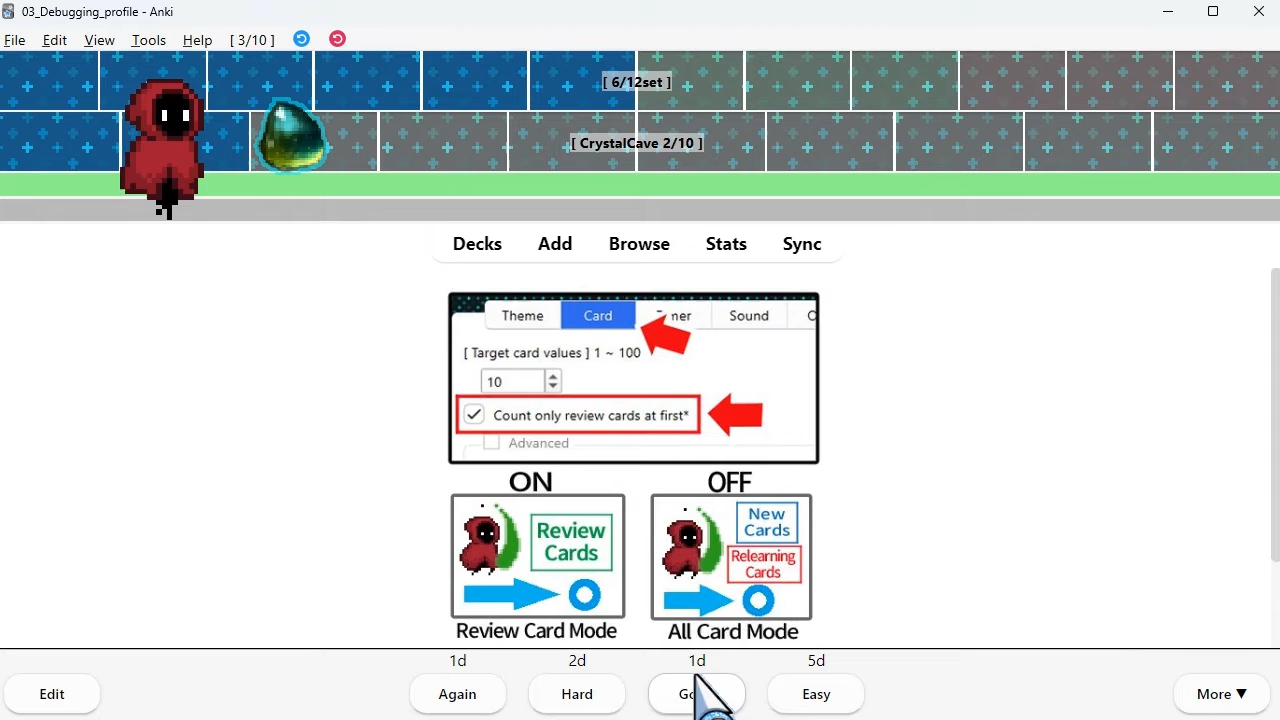 03_Debugging_profile - Anki
File Edit View Tools Help [ 3/10 ]
[ 6/12set ]
[ CrystalCave 2/10 ]
Decks Add Browse Stats Sync
Theme Card Sound
[ Target card values ] 1 ~ 100
10
Count only review cards at first*
Advanced
ON OFF
Review Cards
New Cards
Relearning Cards
Review Card Mode All Card Mode
1d 2d 1d 5d
Edit Again Hard Easy More ▼